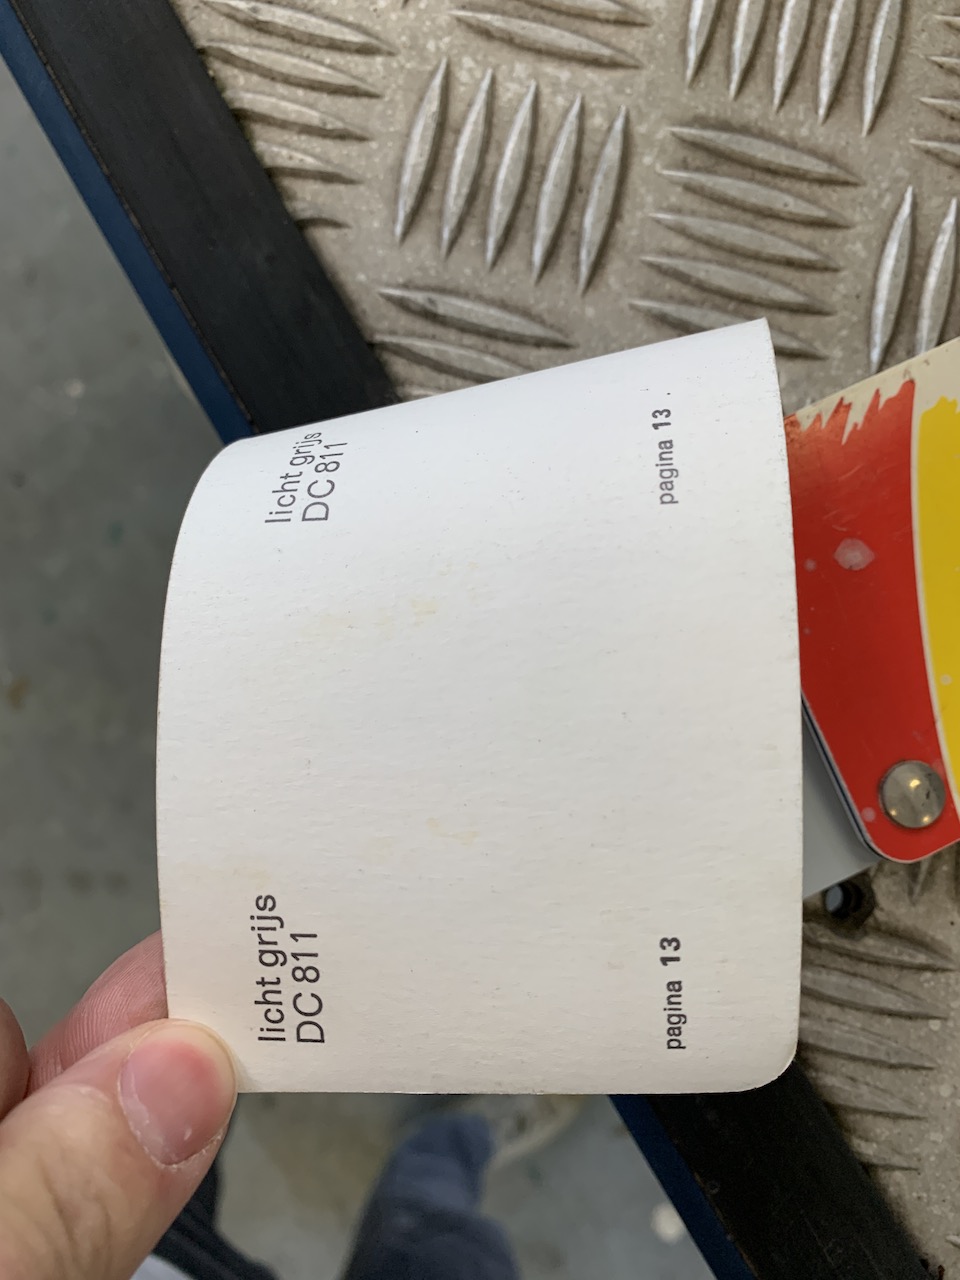 licht grijs
DC 811
pagina 13
licht grijs
DC 811
pagina 13